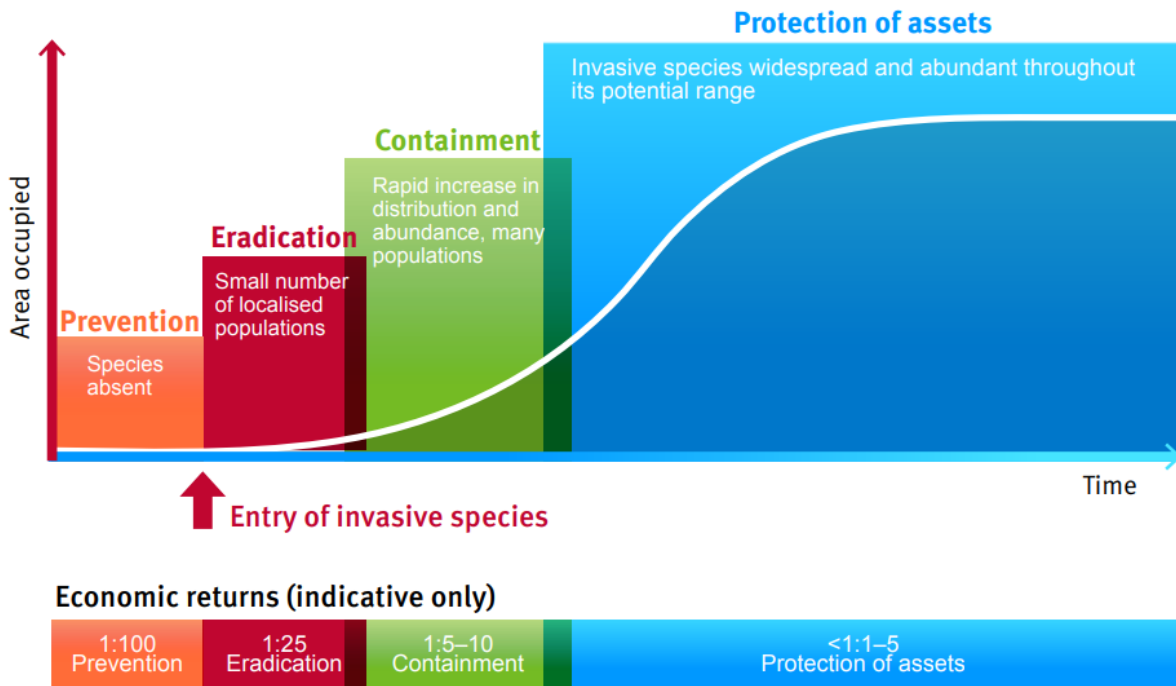 Protection of assets
Invasive species widespread and abundant throughout
its potential range
Containment
Rapid increase in
distribution and
abundance, many
populations
Eradication
Small number
of localised
populations
Prevention
Species
absent
Area occupied
Time
Entry of invasive species
Economic returns (indicative only)
1:100
Prevention
1:25
Eradication
1:5–10
Containment
<1:1–5
Protection of assets